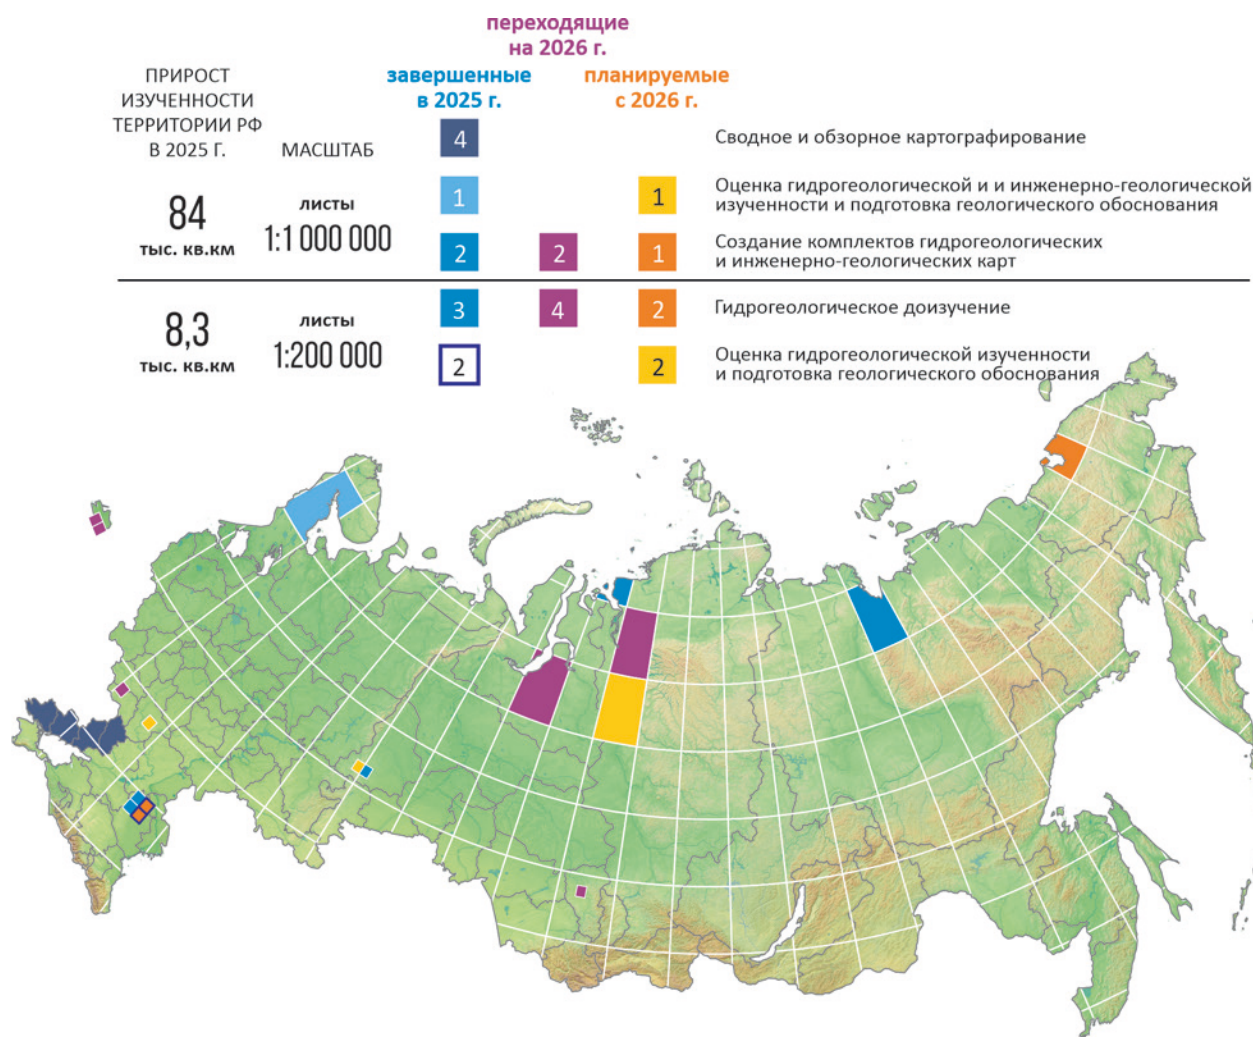 переходящие
на 2026 г.
завершенные
в 2025 г.
планируемые
с 2026 г.
ПРИРОСТ
ИЗУЧЕННОСТИ
ТЕРРИТОРИИ РФ
В 2025 Г.
МАСШТАБ
4
Сводное и обзорное картографирование
84
тыс. кв.км
листы
1:1 000 000
1
1
Оценка гидрогеологической и и инженерно-геологической
изученности и подготовка геологического обоснования
2
2
1
Создание комплектов гидрогеологических
и инженерно-геологических карт
8,3
тыс. кв.км
листы
1:200 000
3
4
2
Гидрогеологическое доизучение
2
2
Оценка гидрогеологической изученности
и подготовка геологического обоснования